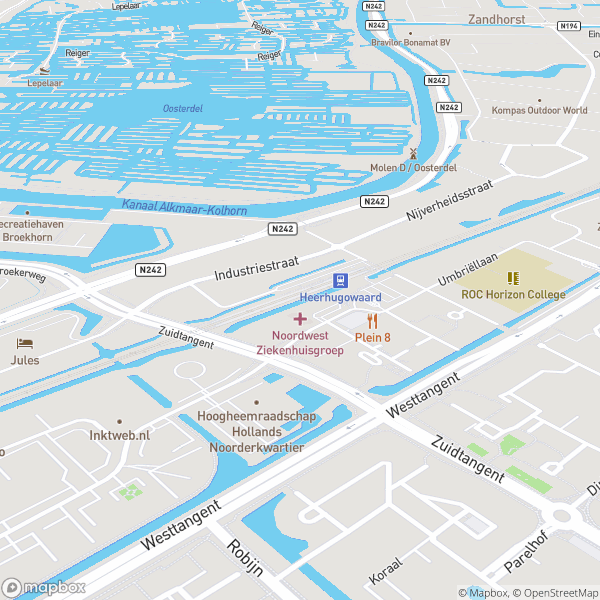 Lepelaar
N242
Reiger
Zandhorst
N194
Bravilor Bonamat BV
Reiger
Reiger
Lepelaar
N242
N242
Oosterdel
N242
Kompas Outdoor World
Molen D / Oosterdel
Kanaal Alkmaar-Kolhorn
N242
Nijverheidsstraat
ecreatiehaven
Broekhorn
N242
N242
Industriestraat
Umbriëllaan
roekerweg
Heerhugowaard
ROC Horizon College
Zuidtangent
Noordwest
Ziekenhuisgroep
Plein 8
Jules
Westtangent
Hoogheemraadschap
Hollands
Noorderkwartier
Inktweb.nl
Zuidtangent
Westtangent
Robijn
Koraal
Parelhof
mapbox
© Mapbox, © OpenStreetMap